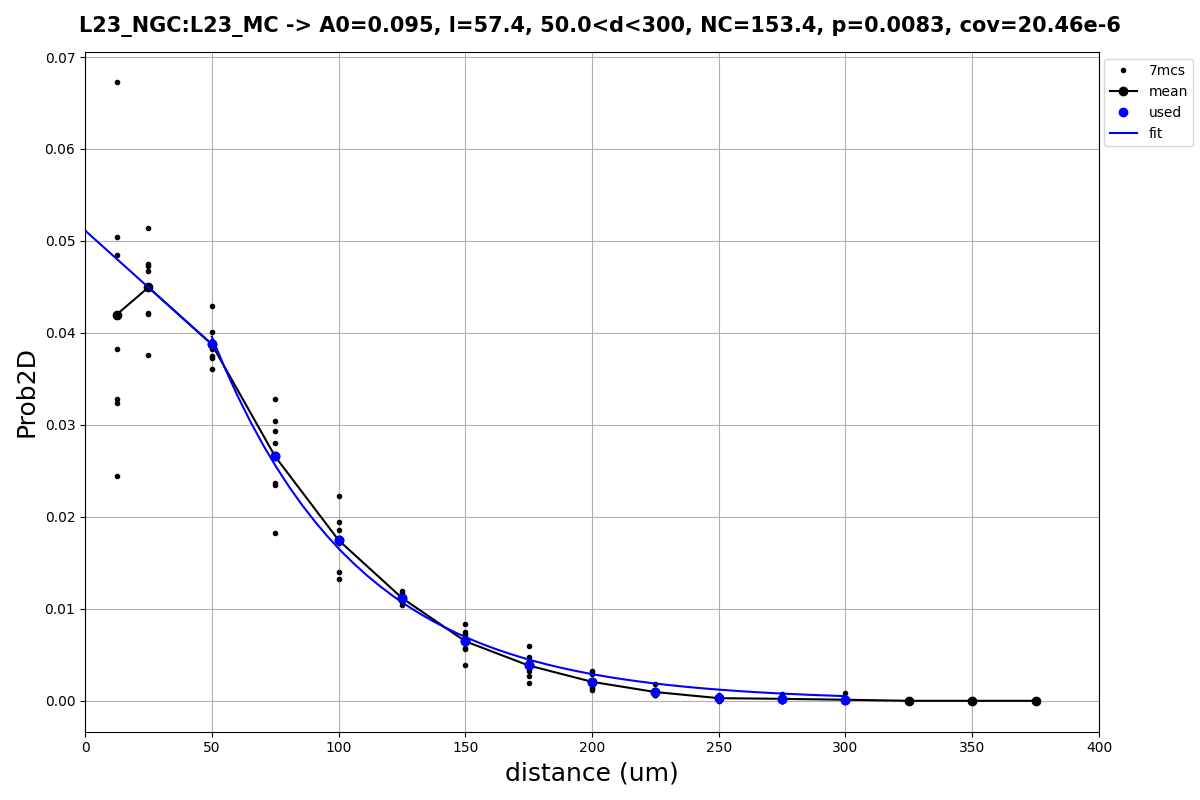 L23_NGC:L23_MC -> A0=0.095, l=57.4, 50.0<d<300, NC=153.4, p=0.0083, cov=20.46e-6
7mcs
mean
used
fit
Prob2D
0.07
0.06
0.05
0.04
0.03
0.02
0.01
0.00
0 50 100 150 200 250 300 350 400
distance (um)